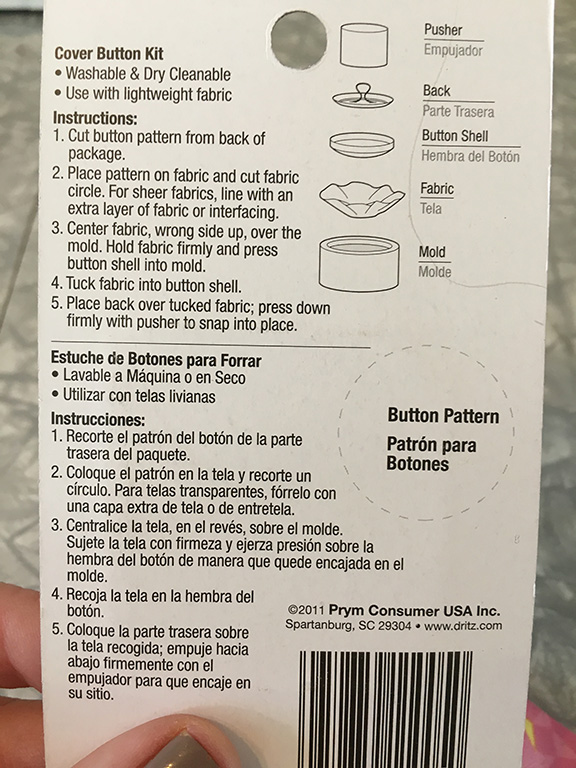 Cover Button Kit
• Washable & Dry Cleanable
• Use with lightweight fabric
Instructions:
1. Cut button pattern from back of
package.
2. Place pattern on fabric and cut fabric
circle. For sheer fabrics, line with an
extra layer of fabric or interfacing.
3. Center fabric, wrong side up, over the
mold. Hold fabric firmly and press
button shell into mold.
4. Tuck fabric into button shell.
5. Place back over tucked fabric; press down
firmly with pusher to snap into place.
Pusher
Empujador
Back
Parte Trasera
Button Shell
Hembra del Botón
Fabric
Tela
Mold
Molde
Estuche de Botones para Forrar
• Lavable a Máquina o en Seco
• Utilizar con telas livianas
Instrucciones:
1. Recorte el patrón del botón de la parte
trasera del paquete.
2. Coloque el patrón en la tela y recorte un
círculo. Para telas transparentes, fórrelo con
una capa extra de tela o de entretela.
3. Centralice la tela, en el revés, sobre el molde.
Sujete la tela con firmeza y ejerza presión sobre la
hembra del botón de manera que quede encajada en el
molde.
4. Recoja la tela en la hembra del
botón.
5. Coloque la parte trasera sobre
la tela recogida; empuje hacia
abajo firmemente con el
empujador para que encaje en
su sitio.
Button Pattern
Patrón para
Botones
8
©2011 Prym Consumer USA Inc.
Spartanburg, SC 29304 • www.dritz.com